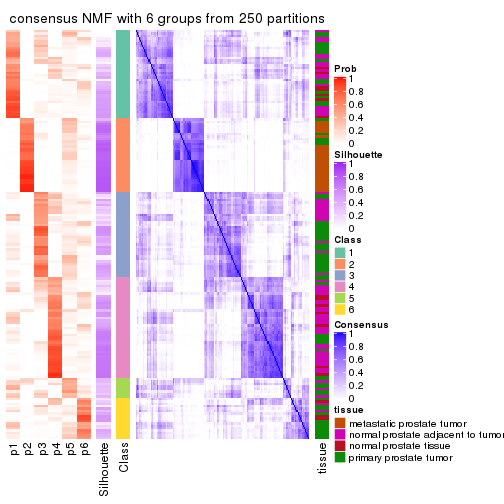 consensus NMF with 6 groups from 250 partitions
Prob
1
0.8
0.6
0.4
0.2
0
Silhouette
1
0.8
0.6
0.4
0.2
0
Class
1
2
3
4
5
6
Consensus
1
0.8
0.6
0.4
0.2
0
tissue
metastatic prostate tumor
normal prostate adjacent to tumor
normal prostate tissue
primary prostate tumor
p1
p2
p3
p4
p5
p6
Silhouette
Class
tissue